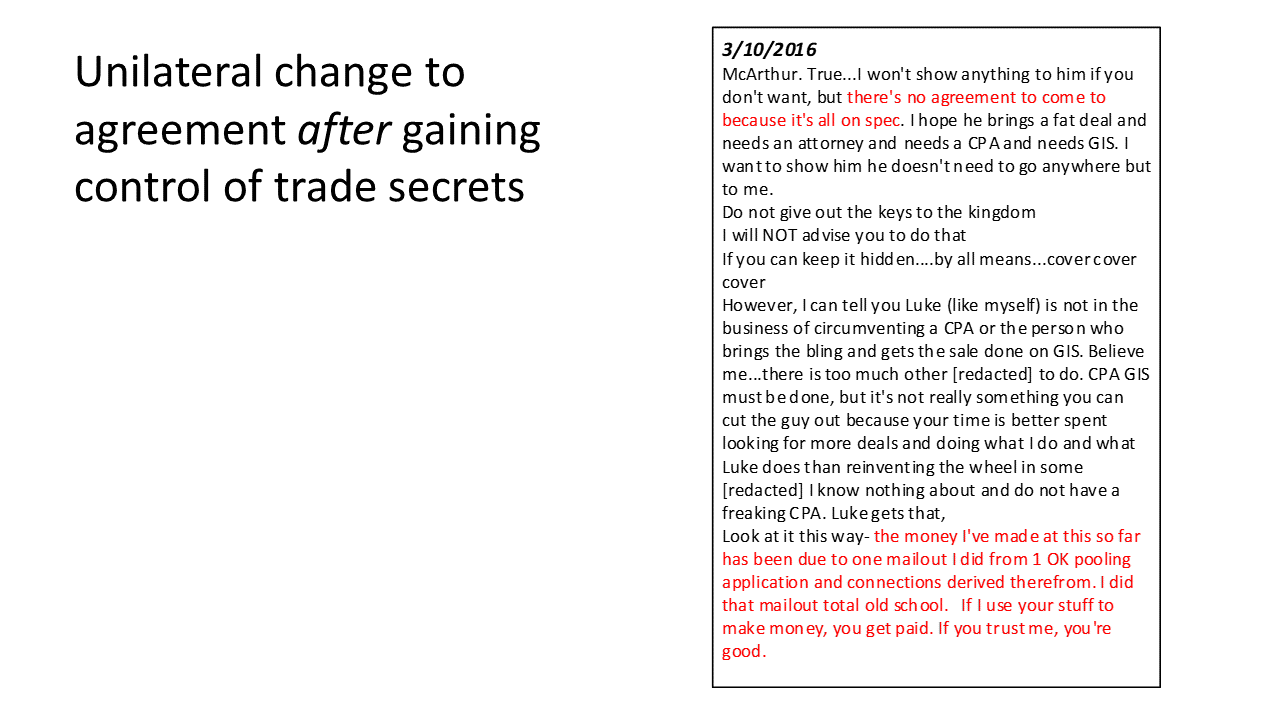 Unilateral change to
agreement after gaining
control of trade secrets
3/10/2016
McArthur. True...I won't show anything to him if you
don't want, but there's no agreement to come to
because it's all on spec. I hope he brings a fat deal and
needs an attorney and needs a CPA and needs GIS. I
want to show him he doesn't need to go anywhere but
to me.
Do not give out the keys to the kingdom
I will NOT advise you to do that
If you can keep it hidden....by all means...cover cover
cover
However, I can tell you Luke (like myself) is not in the
business of circumventing a CPA or the person who
brings the bling and gets the sale done on GIS. Believe
me...there is too much other [redacted] to do. CPA GIS
must be done, but it's not really something you can
cut the guy out because your time is better spent
looking for more deals and doing what I do and what
Luke does than reinventing the wheel in some
[redacted] I know nothing about and do not have a
freaking CPA. Luke gets that,
Look at it this way- the money I've made at this so far
has been due to one mailout I did from 1 OK pooling
application and connections derived therefrom. I did
that mailout total old school.  If I use your stuff to
make money, you get paid. If you trust me, you're
good.